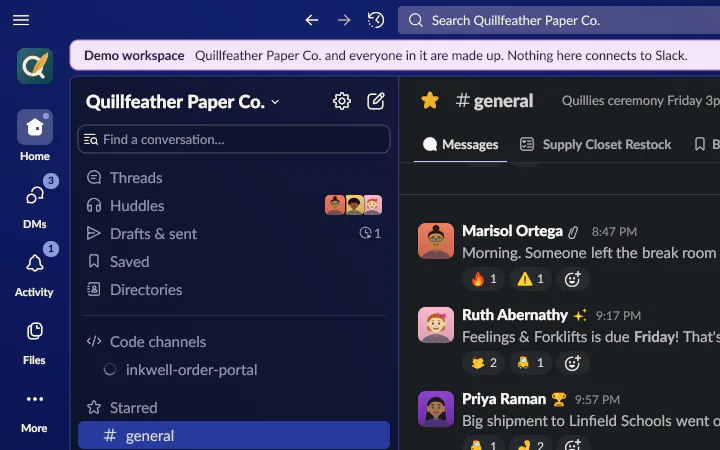 Search Quillfeather Paper Co.
Demo workspace Quillfeather Paper Co. and everyone in it are made up. Nothing here connects to Slack.
Quillfeather Paper Co.
Find a conversation...
Threads
Huddles
Drafts & sent 1
Saved
Directories
Code channels
inkwell-order-portal
Starred
# general
Home
3
DMs
1
Activity
Files
More
# general Quillies ceremony Friday 3p
Messages Supply Closet Restock B
Marisol Ortega 8:47 PM
Morning. Someone left the break room
1 1
Ruth Abernathy 9:17 PM
Feelings & Forklifts is due Friday! That's
2 1
Priya Raman 9:57 PM
Big shipment to Linfield Schools went o
1 2